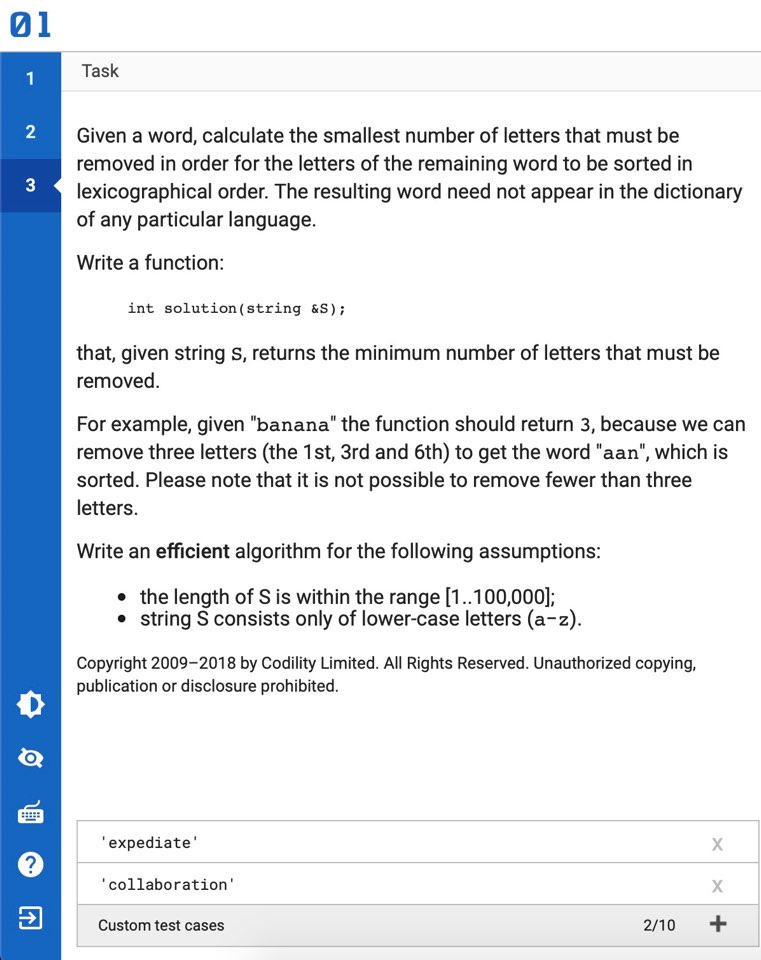 01
Task
1
2
3
Given a word, calculate the smallest number of letters that must be
removed in order for the letters of the remaining word to be sorted in
lexicographical order. The resulting word need not appear in the dictionary
of any particular language.
Write a function:
int solution(string &S);
that, given string S, returns the minimum number of letters that must be
removed.
For example, given "banana" the function should return 3, because we can
remove three letters (the 1st, 3rd and 6th) to get the word "aan", which is
sorted. Please note that it is not possible to remove fewer than three
letters.
Write an efficient algorithm for the following assumptions:
• the length of S is within the range [1..100,000];
• string S consists only of lower-case letters (a-z).
Copyright 2009–2018 by Codility Limited. All Rights Reserved. Unauthorized copying,
publication or disclosure prohibited.
?
'expediate' x
'collaboration' x
Custom test cases 2/10 +